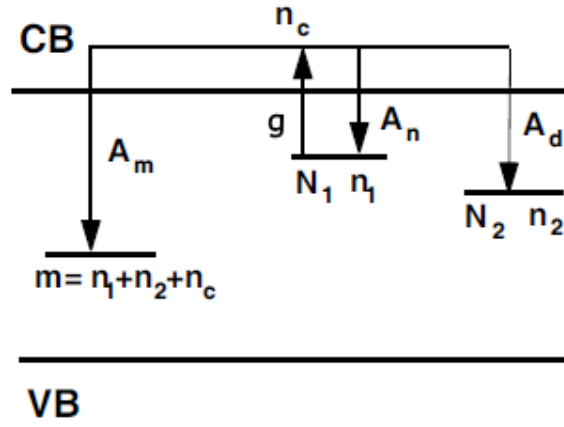 n_c
CB
g
A_n
A_d
A_m
N_1 n_1
N_2 n_2
m= n_1+n_2+n_c
VB